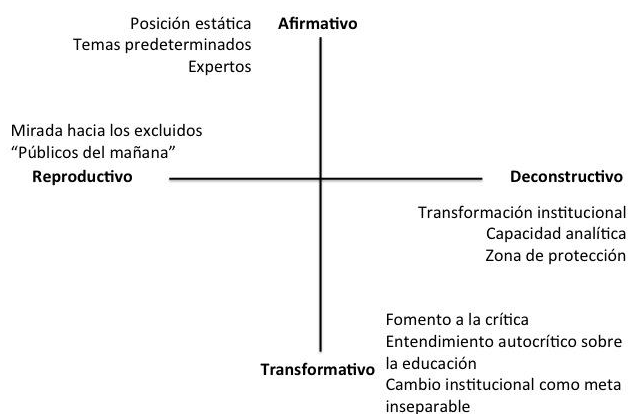 Posición estática
Afirmativo
Temas predeterminados
Expertos
Mirada hacia los excluidos
“Públicos del mañana”
Reproductivo
Deconstructivo
Transformación institucional
Capacidad analítica
Zona de protección
Fomento a la crítica
Entendimiento autocrítico sobre
la educación
Transformativo
Cambio institucional como meta
inseparable